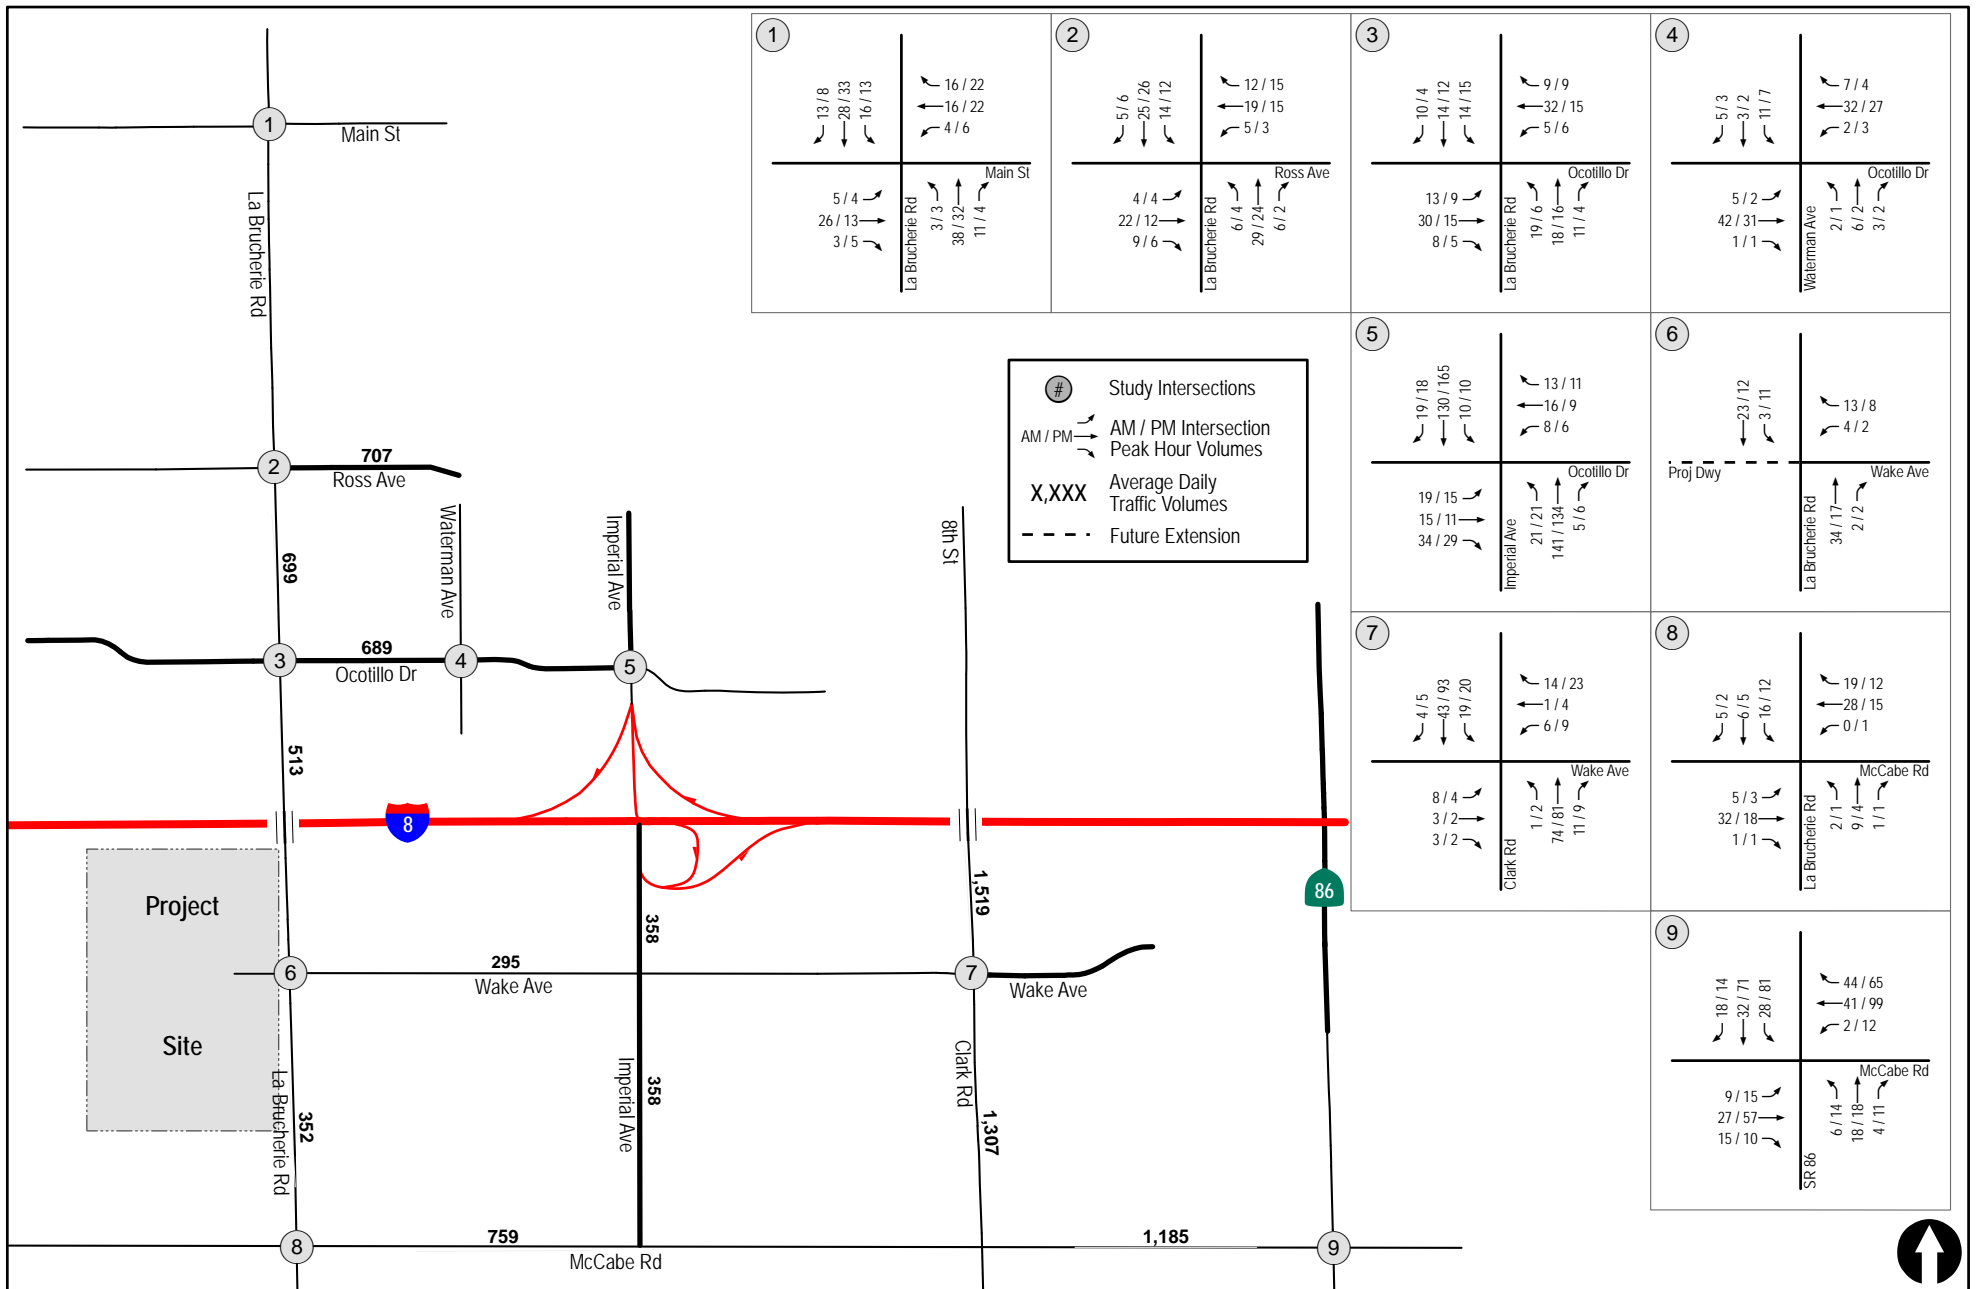 1
Main St
La Brucherie Rd
2
707
Ross Ave
699
Waterman Ave
Imperial Ave
8th St
3
689
Ocotillo Dr
4
5
513
8
Project
Site
358
1,519
86
6
295
Wake Ave
7
Wake Ave
La Brucherie Rd
352
Imperial Ave
358
Clark Rd
1,307
8
759
McCabe Rd
1,185
9
# Study Intersections
AM / PM AM / PM Intersection
Peak Hour Volumes
X,XXX Average Daily
Traffic Volumes
Future Extension
1
13 / 8
28 / 33
16 / 13
16 / 22
16 / 22
4 / 6
Main St
5 / 4
26 / 13
3 / 5
La Brucherie Rd
3 / 3
38 / 32
11 / 4
2
5 / 6
25 / 26
14 / 12
12 / 15
19 / 15
5 / 3
Ross Ave
4 / 4
22 / 12
9 / 6
La Brucherie Rd
6 / 4
29 / 24
6 / 2
3
10 / 4
14 / 12
14 / 15
9 / 9
32 / 15
5 / 6
Ocotillo Dr
13 / 9
30 / 15
8 / 5
La Brucherie Rd
19 / 6
18 / 16
11 / 4
4
5 / 3
3 / 2
11 / 7
7 / 4
32 / 27
2 / 3
Ocotillo Dr
5 / 2
42 / 31
1 / 1
Waterman Ave
2 / 1
6 / 2
3 / 2
5
19 / 18
130 / 165
10 / 10
13 / 11
16 / 9
8 / 6
Ocotillo Dr
19 / 15
15 / 11
34 / 29
Imperial Ave
21 / 21
141 / 134
5 / 6
6
23 / 12
3 / 11
13 / 8
4 / 2
Proj Dwy
Wake Ave
La Brucherie Rd
34 / 17
2 / 2
7
4 / 5
43 / 93
19 / 20
14 / 23
1 / 4
6 / 9
Wake Ave
8 / 4
3 / 2
3 / 2
Clark Rd
1 / 2
74 / 81
11 / 9
8
5 / 2
6 / 5
16 / 12
19 / 12
28 / 15
0 / 1
McCabe Rd
5 / 3
32 / 18
1 / 1
La Brucherie Rd
2 / 1
9 / 4
1 / 1
9
18 / 14
32 / 71
28 / 81
44 / 65
41 / 99
2 / 12
McCabe Rd
9 / 15
27 / 57
15 / 10
SR 86
6 / 14
18 / 18
4 / 11